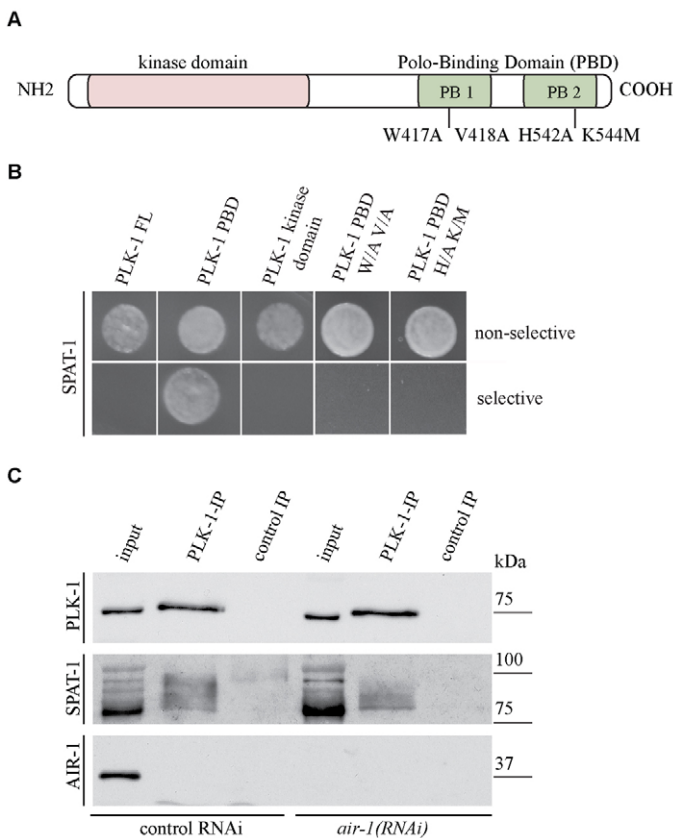 A
kinase domain
Polo-Binding Domain (PBD)
NH2
PB 1
PB 2
COOH
W417A
V418A
H542A
K544M
B
PLK-1 FL
PLK-1 PBD
PLK-1 kinase
domain
PLK-1 PBD
W/A V/A
PLK-1 PBD
H/A K/M
SPAT-1
non-selective
selective
C
input
PLK-1-IP
control IP
input
PLK-1-IP
control IP
kDa
PLK-1
75
SPAT-1
100
75
AIR-1
37
control RNAi
air-1(RNAi)